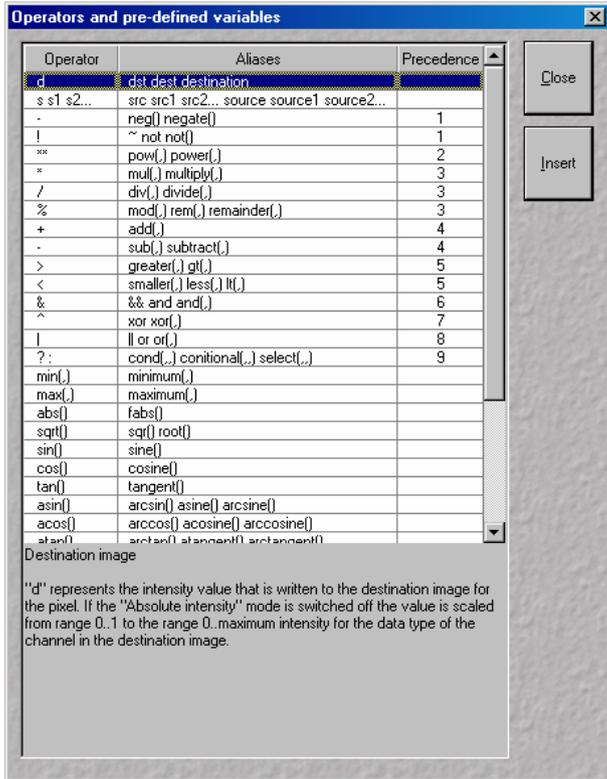 Operators and pre-defined variables
Operator Aliases Precedence
d dst dest destination
s s1 s2... src src1 src2... source source1 source2...
- neg() negate() 1
! ~ not not() 1
** pow(,) power(,) 2
* mul(,) multiply(,) 3
/ div(,) divide(,) 3
% mod(,) rem(,) remainder(,) 3
+ add(,) 4
- sub(,) subtract(,) 4
> greater(,) gt(,) 5
< smaller(,) less(,) lt(,) 5
& && and and(,) 6
^ xor xor(,) 7
| || or or(,) 8
? : cond(,,) conitional(,,) select(,,) 9
min(,) minimum(,)
max(,) maximum(,)
abs() fabs()
sqrt() sqr() root()
sin() sine()
cos() cosine()
tan() tangent()
asin() arcsin() asine() arcsine()
acos() arccos() acosine() arccosine()
atan() arctan() atangent() arctangent()
Close
Insert
Destination image
"d" represents the intensity value that is written to the destination image for
the pixel. If the "Absolute intensity" mode is switched off the value is scaled
from range 0..1 to the range 0..maximum intensity for the data type of the
channel in the destination image.